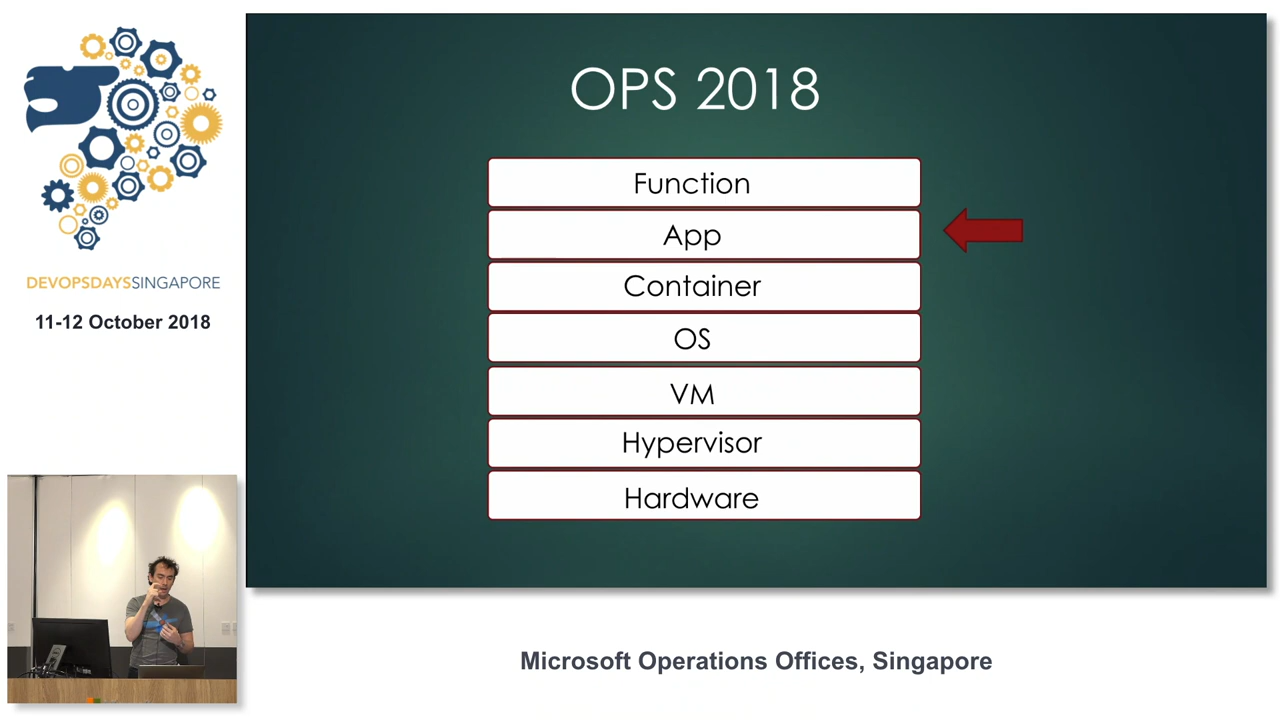 DEVOPSDAYSSINGAPORE
11-12 October 2018
OPS 2018
Function
App
Container
OS
VM
Hypervisor
Hardware
Microsoft Operations Offices, Singapore